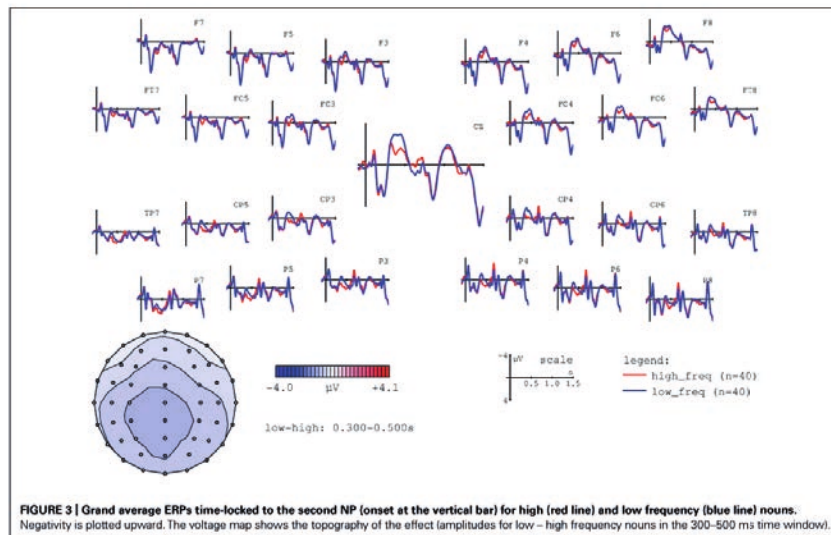 F7 F5 F3 F4 F6 F8
FT7 FC5 FC3 FC4 FC6 FT8
CZ
TP7 CP5 CP3 CP4 CP6 TP8
P7 P5 P3 P4 P6 P8
-4.0 µV +4.1
low-high: 0.300-0.500s
-4
µV scale
s
0.5 1.0 1.5
4
legend:
high_freq (n=40)
low_freq (n=40)
FIGURE 3 | Grand average ERPs time-locked to the second NP (onset at the vertical bar) for high (red line) and low frequency (blue line) nouns.
Negativity is plotted upward. The voltage map shows the topography of the effect (amplitudes for low – high frequency nouns in the 300–500 ms time window).